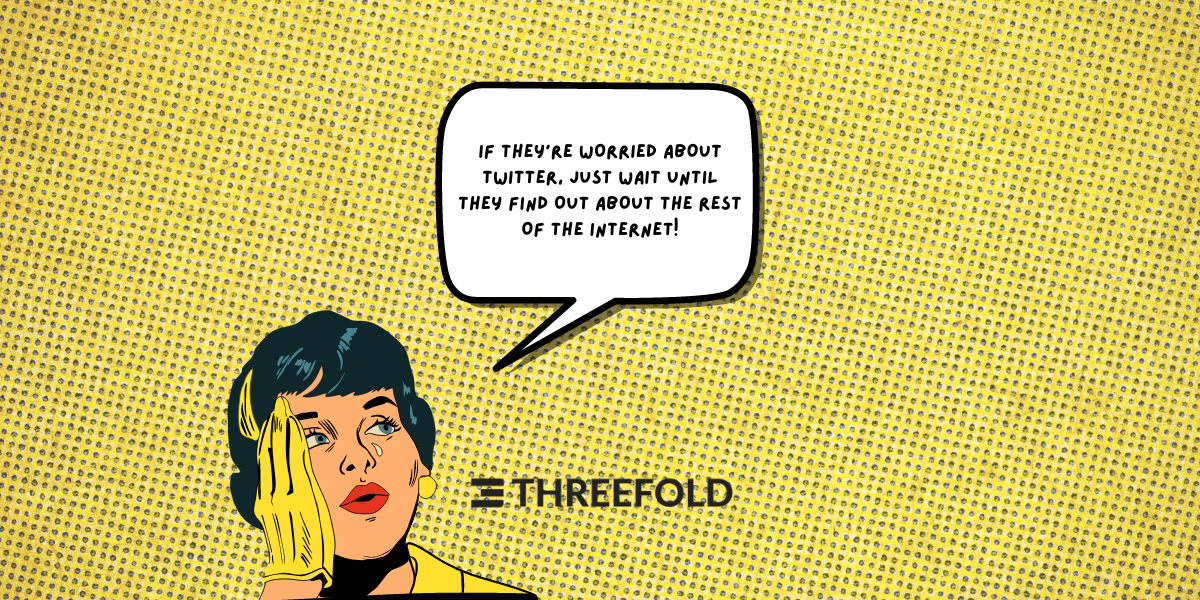 IF THEY'RE WORRIED ABOUT
TWITTER, JUST WAIT UNTIL
THEY FIND OUT ABOUT THE REST
OF THE INTERNET!
THREEFOLD